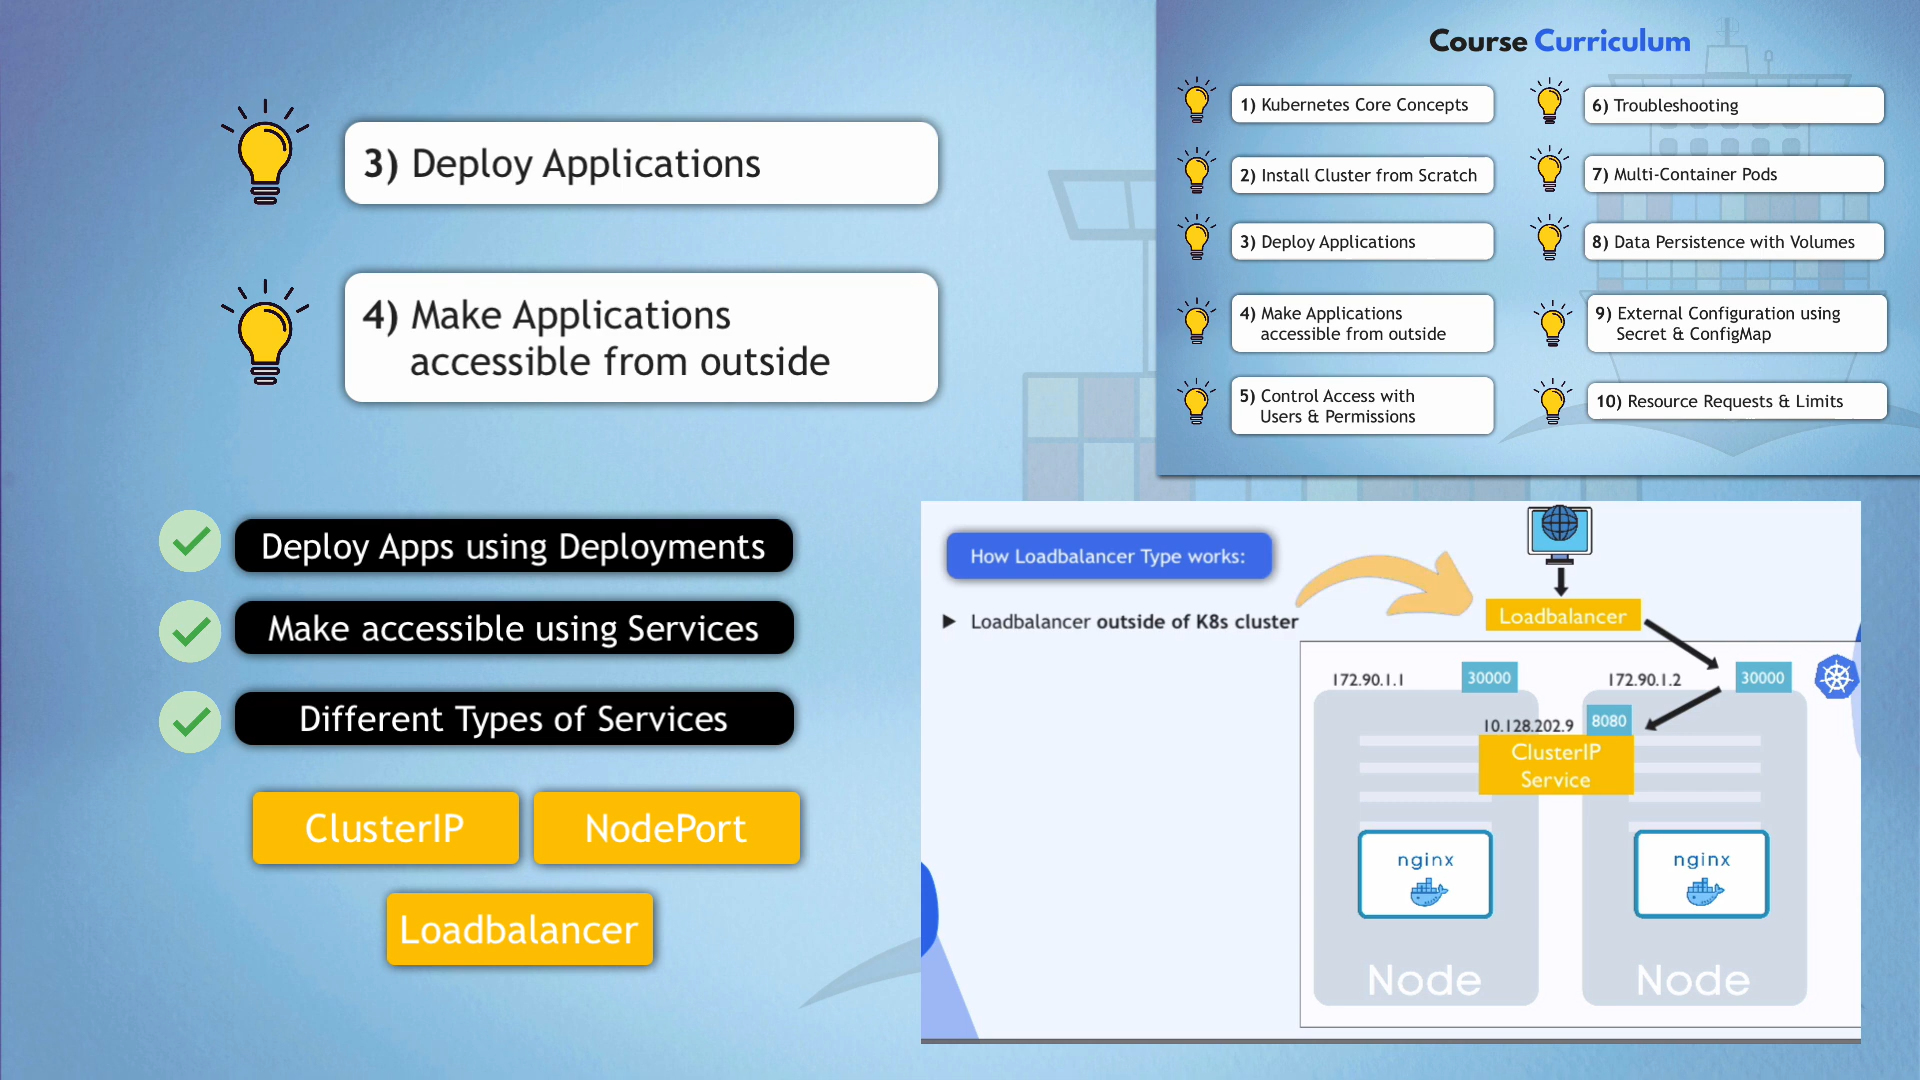 3) Deploy Applications
4) Make Applications
accessible from outside
Deploy Apps using Deployments
Make accessible using Services
Different Types of Services
ClusterIP
NodePort
Loadbalancer
Course Curriculum
1) Kubernetes Core Concepts
2) Install Cluster from Scratch
3) Deploy Applications
4) Make Applications
accessible from outside
5) Control Access with
Users & Permissions
6) Troubleshooting
7) Multi-Container Pods
8) Data Persistence with Volumes
9) External Configuration using
Secret & ConfigMap
10) Resource Requests & Limits
How Loadbalancer Type works:
Loadbalancer outside of K8s cluster
Loadbalancer
172.90.1.1
30000
172.90.1.2
30000
10.128.202.9
8080
ClusterIP
Service
nginx
nginx
Node
Node